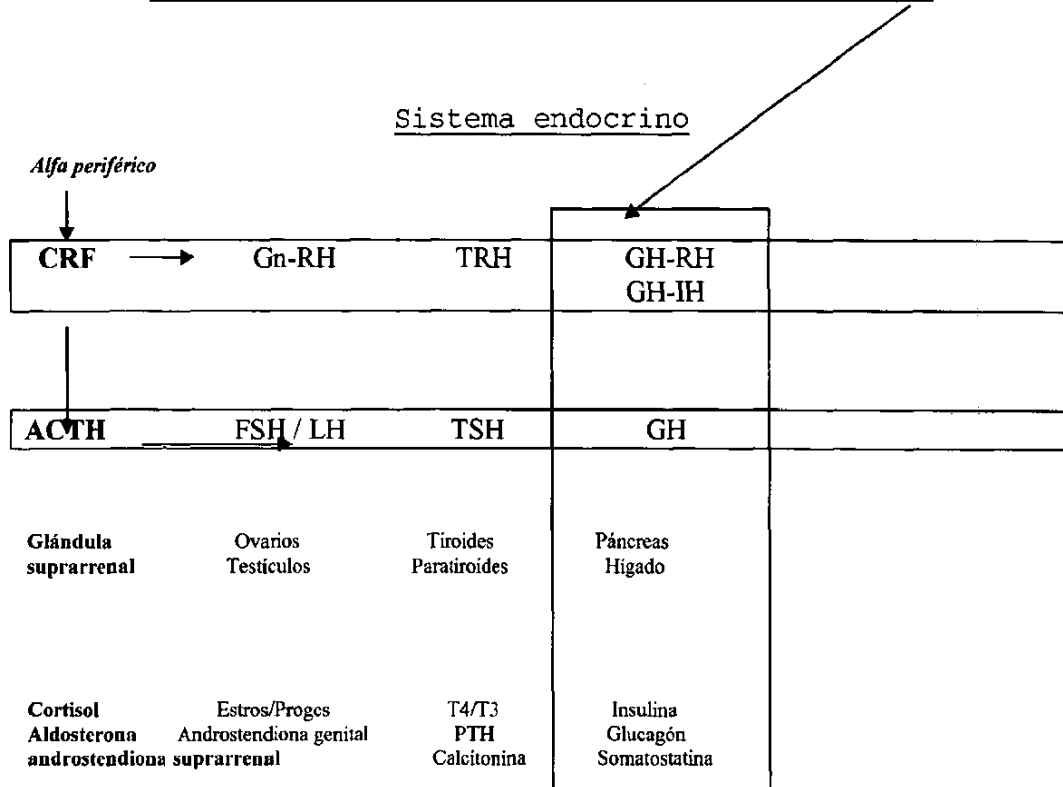 Sistema endocrino
Alfa periférico
CRF Gn-RH TRH GH-RH
GH-IH
ACTH FSH / LH TSH GH
Glándula Ovarios Tiroides Páncreas
suprarrenal Testículos Paratiroides Hígado
Cortisol Estros/Proges T4/T3 Insulina
Aldosterona Androstendiona genital PTH Glucagón
androstendiona suprarrenal Calcitonina Somatostatina